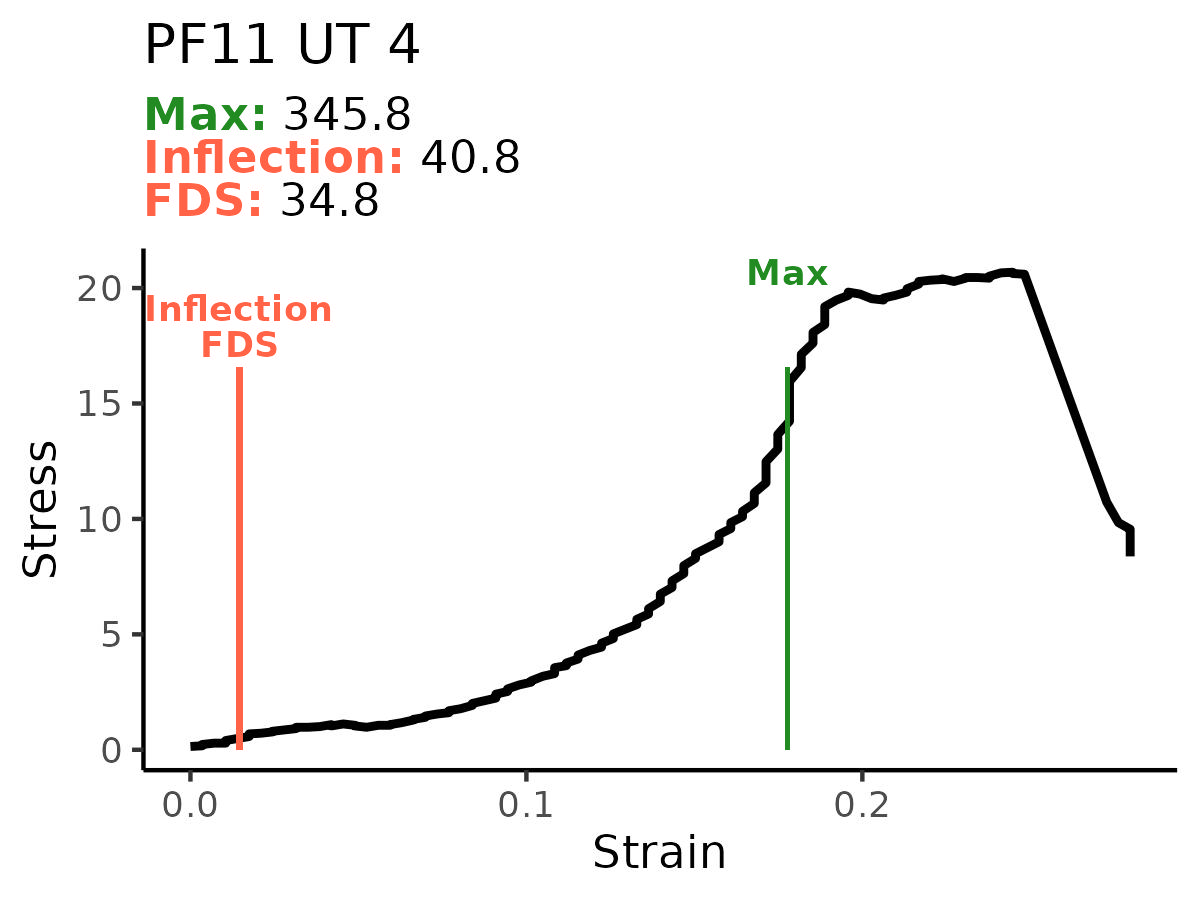 PF11 UT 4
Max: 345.8
Inflection: 40.8
FDS: 34.8
Max
Inflection
FDS
20
15
10
5
0
Stress
0.0
0.1
0.2
Strain